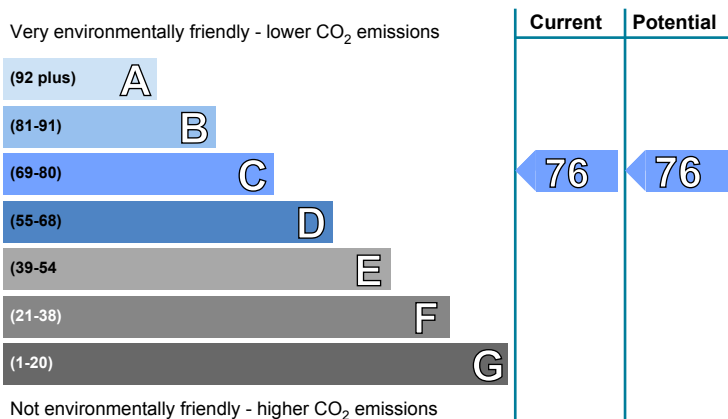 Current Potential
Very environmentally friendly - lower CO2 emissions
(92 plus) A
(81-91) B
(69-80) C 76 76
(55-68) D
(39-54 E
(21-38) F
(1-20) G
Not environmentally friendly - higher CO2 emissions